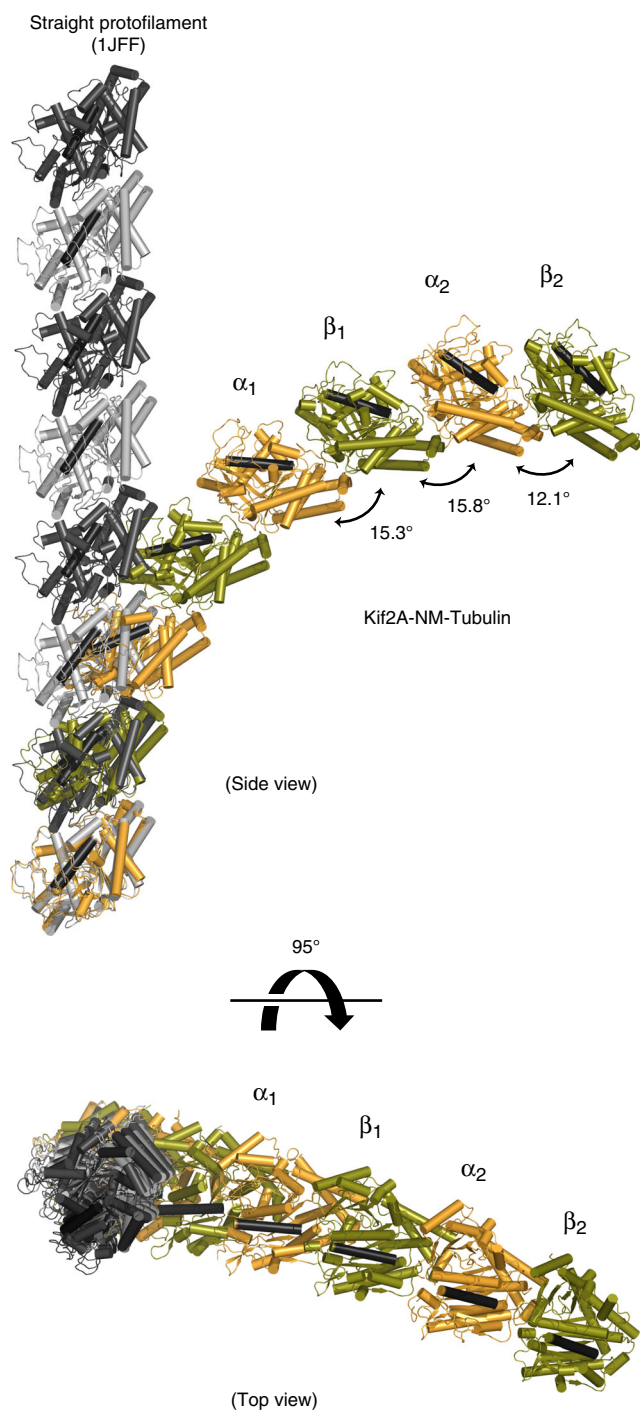 Straight protofilament
(1JFF)
α₁
β₁
α₂
β₂
15.3°
15.8°
12.1°
Kif2A-NM-Tubulin
(Side view)
95°
α₁
β₁
α₂
β₂
(Top view)